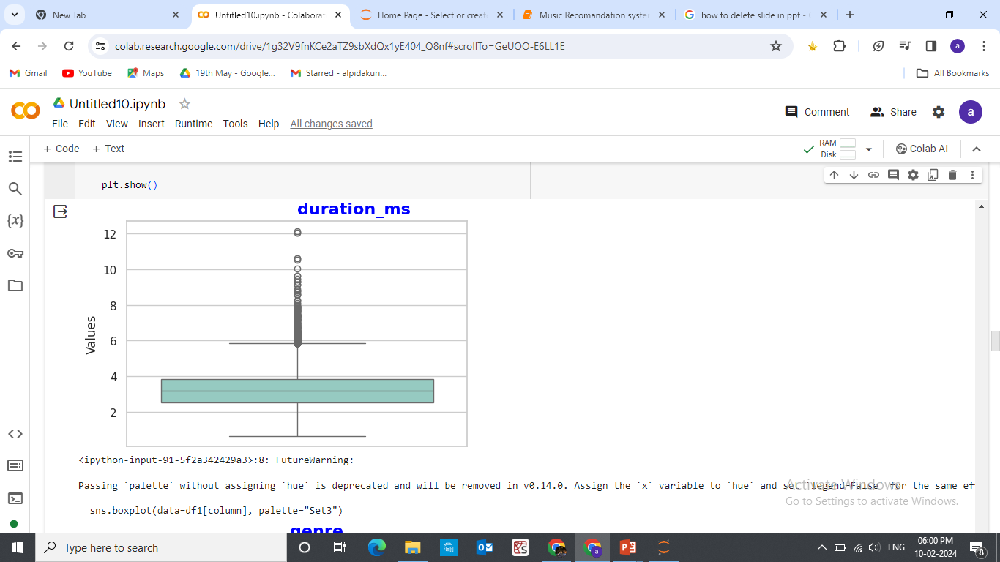 New Tab
Untitled10.ipynb - Colaborat
Home Page - Select or creat
Music Recomandation syste
how to delete slide in ppt -
colab.research.google.com/drive/1g32V9fnKCe2aTZ9sbXdQx1yE404_Q8nf#scrollTo=GeUOO-E6LL1E
a
Gmail
YouTube
Maps
19th May - Google...
Starred - alpidakuri...
All Bookmarks
Untitled10.ipynb
File Edit View Insert Runtime Tools Help All changes saved
Comment
Share
a
+ Code + Text
RAM
Disk
Colab AI
plt.show()
{x}
duration_ms
12
10
8
6
4
2
Values
<ipython-input-91-5f2a342429a3>:8: FutureWarning:
Passing `palette` without assigning `hue` is deprecated and will be removed in v0.14.0. Assign the `x` variable to `hue` and set `legend=False` for the same ef
sns.boxplot(data=df1[column], palette="Set3")
Activate Windows
Go to Settings to activate Windows.
genre
Type here to search
ENG
06:00 PM
10-02-2024
8